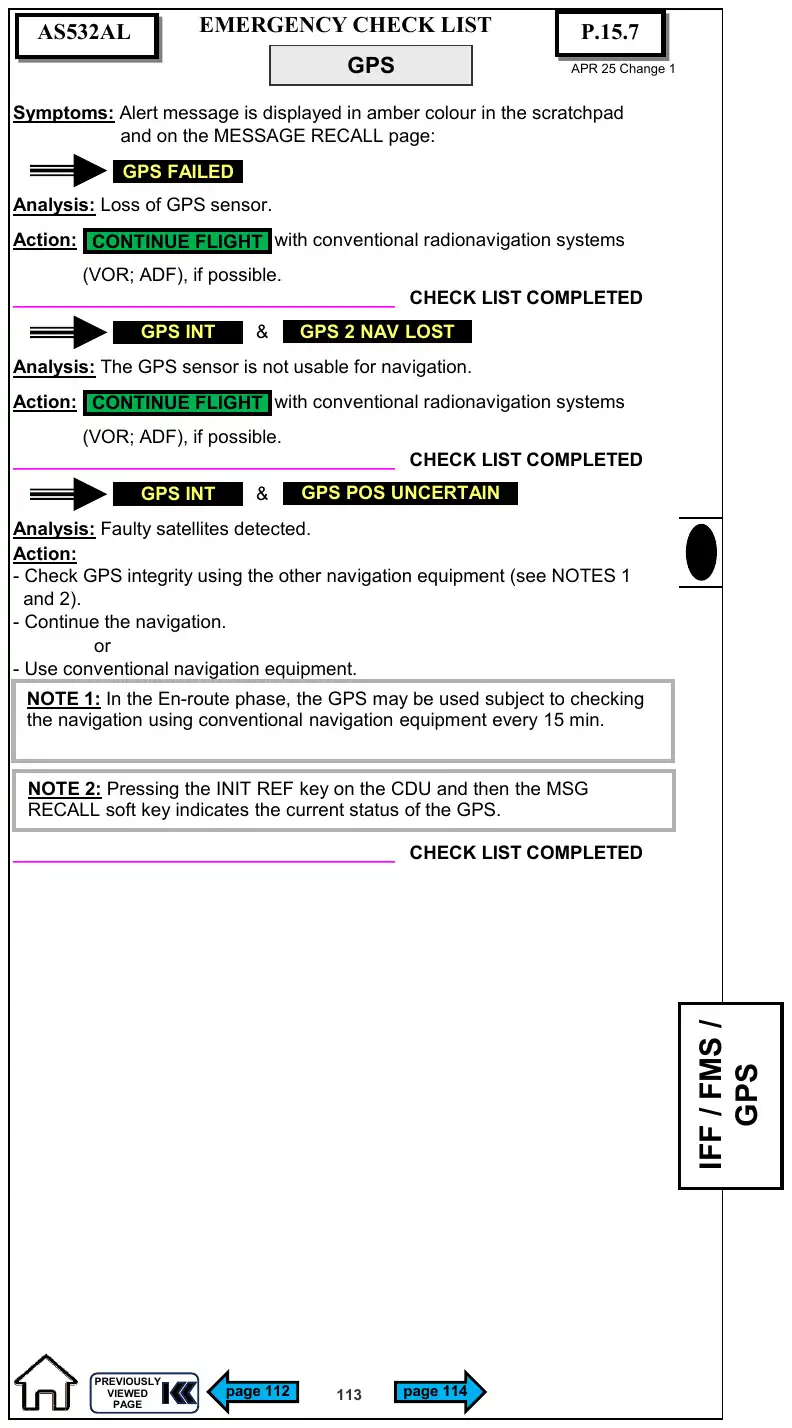 AS532AL
EMERGENCY CHECK LIST
P.15.7
GPS
APR 25 Change 1
Symptoms: Alert message is displayed in amber colour in the scratchpad
and on the MESSAGE RECALL page:
GPS FAILED
Analysis: Loss of GPS sensor.
Action: CONTINUE FLIGHT with conventional radionavigation systems
(VOR; ADF), if possible.
CHECK LIST COMPLETED
GPS INT & GPS 2 NAV LOST
Analysis: The GPS sensor is not usable for navigation.
Action: CONTINUE FLIGHT with conventional radionavigation systems
(VOR; ADF), if possible.
CHECK LIST COMPLETED
GPS INT & GPS POS UNCERTAIN
Analysis: Faulty satellites detected.
Action:
- Check GPS integrity using the other navigation equipment (see NOTES 1
and 2).
- Continue the navigation.
or
- Use conventional navigation equipment.
NOTE 1: In the En-route phase, the GPS may be used subject to checking
the navigation using conventional navigation equipment every 15 min.
NOTE 2: Pressing the INIT REF key on the CDU and then the MSG
RECALL soft key indicates the current status of the GPS.
CHECK LIST COMPLETED
IFF / FMS /
GPS
PREVIOUSLY
VIEWED
PAGE
page 112
113
page 114